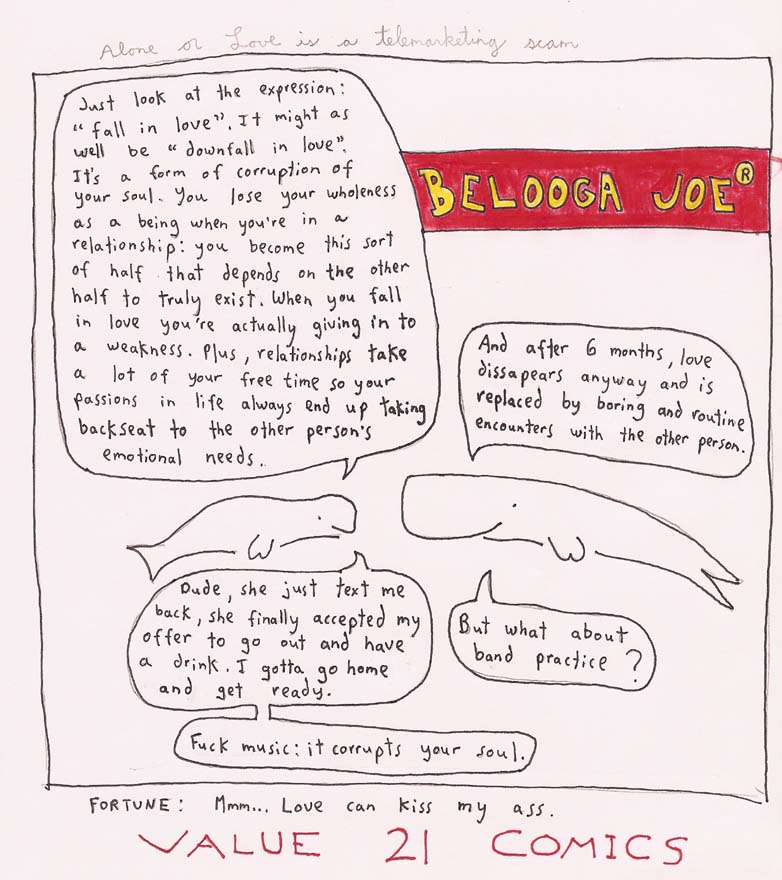 Alone or Love is a telemarketing scam
Just look at the expression:
"fall in love". It might as
well be "downfall in love".
It's a form of corruption of
your soul. You lose your wholeness
as a being when you're in a
relationship: you become this sort
of half that depends on the other
half to truly exist. When you fall
in love you're actually giving in to
a weakness. Plus, relationships take
a lot of your free time so your
passions in life always end up taking
backseat to the other person's
emotional needs.
BELOOGA JOE®
And after 6 months, love
dissapears anyway and is
replaced by boring and routine
encounters with the other person.
Dude, she just text me
back, she finally accepted my
offer to go out and have
a drink. I gotta go home
and get ready.
But what about
band practice?
Fuck music: it corrupts your soul.
FORTUNE: Mmm... Love can kiss my ass.
VALUE 21 COMICS